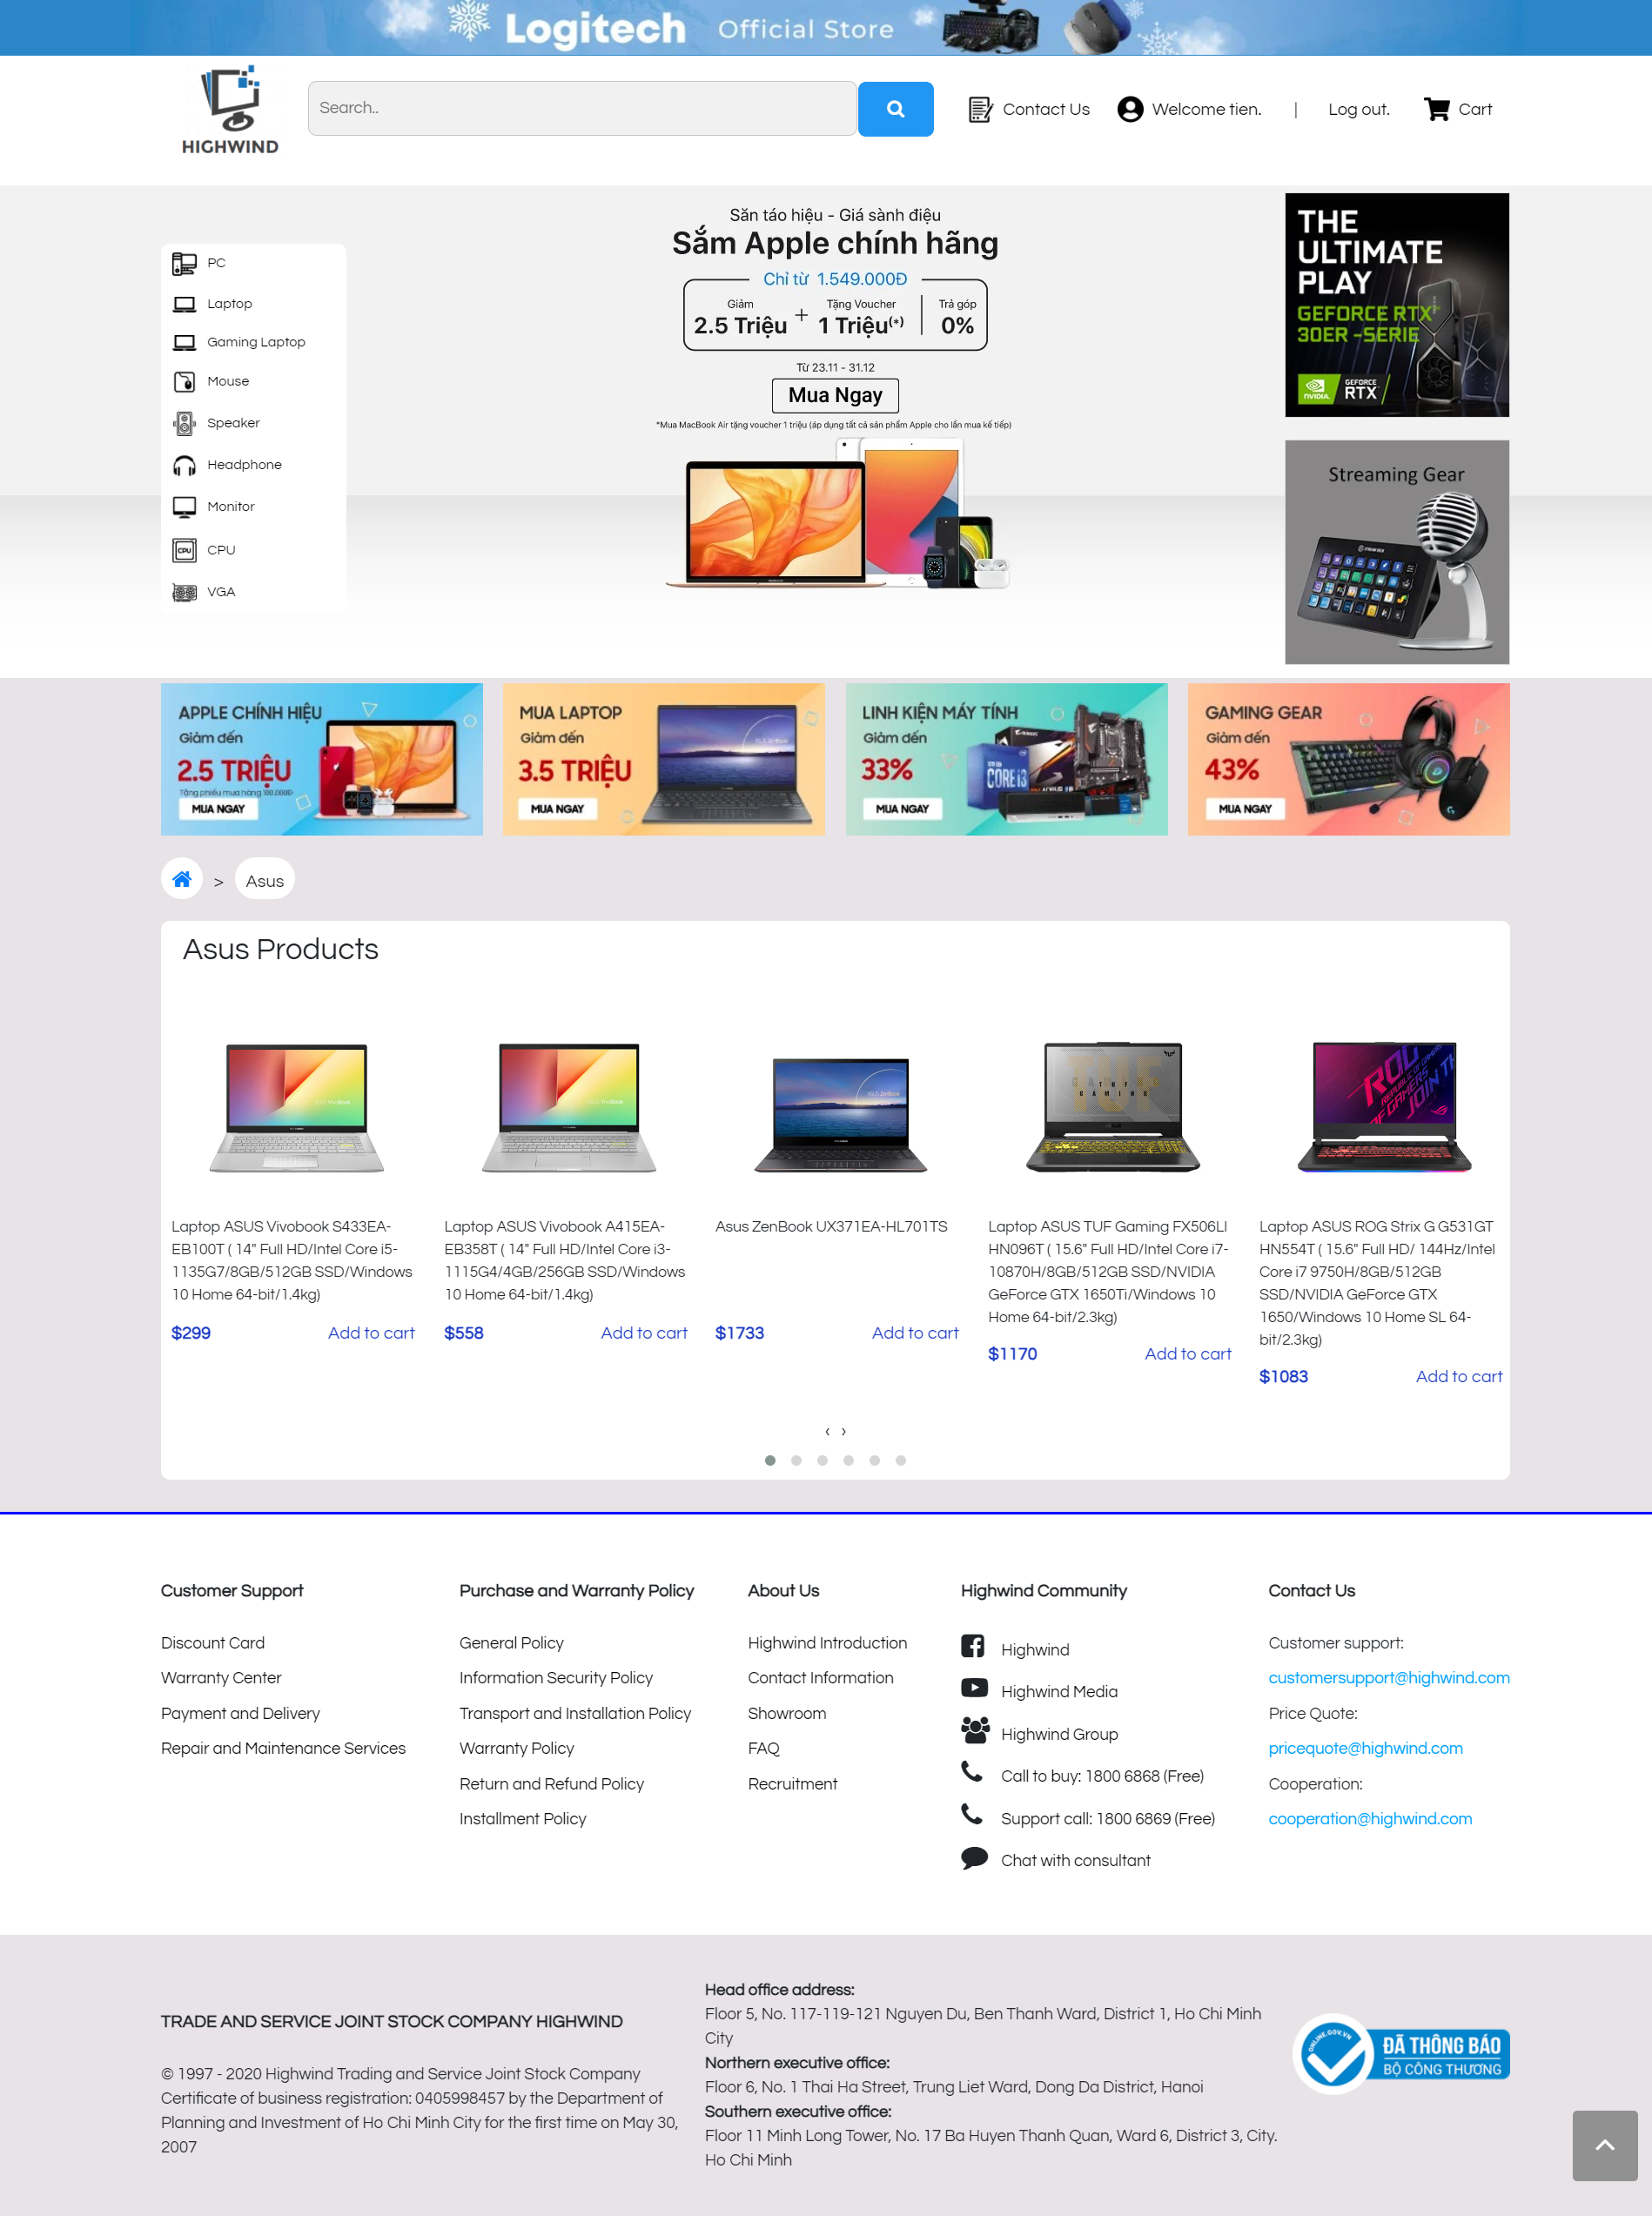 Logitech Official Store
HIGHWIND
Search..
Contact Us
Welcome tien.
|
Log out.
Cart
PC
Laptop
Gaming Laptop
Mouse
Speaker
Headphone
Monitor
CPU
CPU
VGA
Săn táo hiệu - Giá sành điệu
Sắm Apple chính hãng
Chỉ từ 1.549.000Đ
Giảm
2.5 Triệu
+
Tặng Voucher
1 Triệu(*)
Trả góp
0%
Từ 23.11 - 31.12
Mua Ngay
*Mua MacBook Air tặng voucher 1 triệu (áp dụng tất cả sản phẩm Apple cho lần mua kế tiếp)
THE
ULTIMATE
PLAY
GEFORCE RTX
30ER -SERIE
NVIDIA.
GEFORCE
RTX
Streaming Gear
APPLE CHÍNH HIỆU
Giảm đến
2.5 TRIỆU
Tặng phiếu mua hàng 100.000Đ
MUA NGAY
MUA LAPTOP
Giảm đến
3.5 TRIỆU
MUA NGAY
LINH KIỆN MÁY TÍNH
Giảm đến
33%
MUA NGAY
CORE i3
GAMING GEAR
Giảm đến
43%
MUA NGAY
>
Asus
Asus Products
TUF
GAMING
Laptop ASUS Vivobook S433EA-
EB100T ( 14" Full HD/Intel Core i5-
1135G7/8GB/512GB SSD/Windows
10 Home 64-bit/1.4kg)
$299
Add to cart
Laptop ASUS Vivobook A415EA-
EB358T ( 14" Full HD/Intel Core i3-
1115G4/4GB/256GB SSD/Windows
10 Home 64-bit/1.4kg)
$558
Add to cart
Asus ZenBook UX371EA-HL701TS
$1733
Add to cart
Laptop ASUS TUF Gaming FX506LI
HN096T ( 15.6" Full HD/Intel Core i7-
10870H/8GB/512GB SSD/NVIDIA
GeForce GTX 1650Ti/Windows 10
Home 64-bit/2.3kg)
$1170
Add to cart
Laptop ASUS ROG Strix G G531GT
HN554T ( 15.6" Full HD/ 144Hz/Intel
Core i7 9750H/8GB/512GB
SSD/NVIDIA GeForce GTX
1650/Windows 10 Home SL 64-
bit/2.3kg)
$1083
Add to cart
‹ ›
Customer Support
Discount Card
Warranty Center
Payment and Delivery
Repair and Maintenance Services
Purchase and Warranty Policy
General Policy
Information Security Policy
Transport and Installation Policy
Warranty Policy
Return and Refund Policy
Installment Policy
About Us
Highwind Introduction
Contact Information
Showroom
FAQ
Recruitment
Highwind Community
Highwind
Highwind Media
Highwind Group
Call to buy: 1800 6868 (Free)
Support call: 1800 6869 (Free)
Chat with consultant
Contact Us
Customer support:
customersupport@highwind.com
Price Quote:
pricequote@highwind.com
Cooperation:
cooperation@highwind.com
TRADE AND SERVICE JOINT STOCK COMPANY HIGHWIND
© 1997 - 2020 Highwind Trading and Service Joint Stock Company
Certificate of business registration: 0405998457 by the Department of
Planning and Investment of Ho Chi Minh City for the first time on May 30,
2007
Head office address:
Floor 5, No. 117-119-121 Nguyen Du, Ben Thanh Ward, District 1, Ho Chi Minh
City
Northern executive office:
Floor 6, No. 1 Thai Ha Street, Trung Liet Ward, Dong Da District, Hanoi
Southern executive office:
Floor 11 Minh Long Tower, No. 17 Ba Huyen Thanh Quan, Ward 6, District 3, City.
Ho Chi Minh
ONLINE.GOV.VN
ĐÃ THÔNG BÁO
BỘ CÔNG THƯƠNG